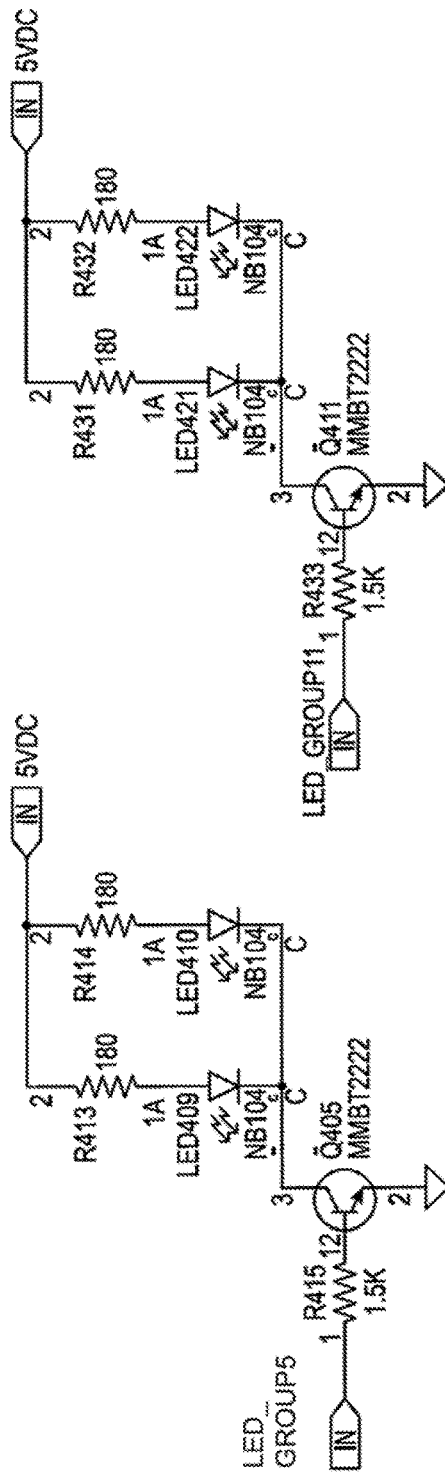 IN 5VDC
2 2
R413 180 R414 180
1A 1A
LED409 LED410
NB104 c NB104 c
C C
3
LED_
GROUP5
IN
1 R415 12
1.5K
Q405
MMBT2222
2
IN 5VDC
2 2
R431 180 R432 180
1A 1A
LED421 LED422
NB104 c NB104 c
C C
3
LED_GROUP11
IN
1 R433 12
1.5K
Q411
MMBT2222
2